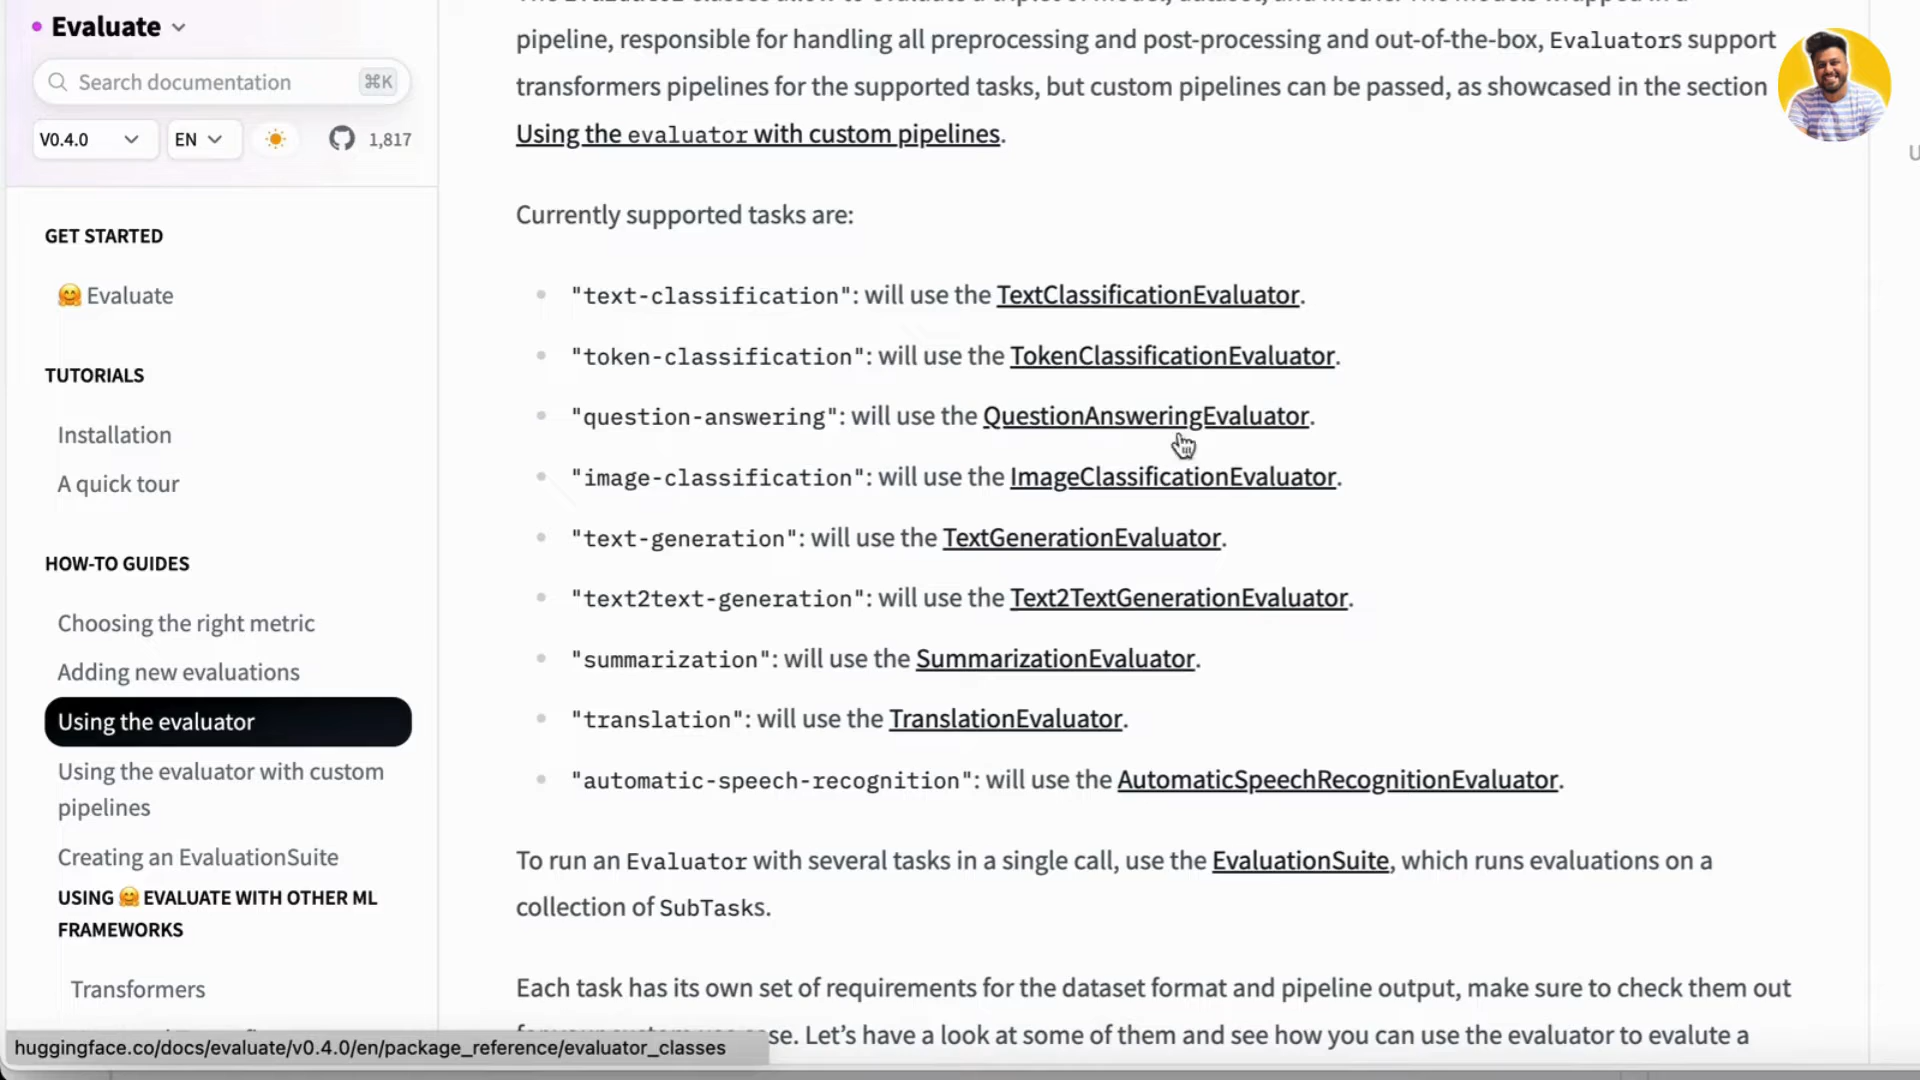 Evaluate
Search documentation ⌘K
V0.4.0 EN 1,817
GET STARTED
🤗 Evaluate
TUTORIALS
Installation
A quick tour
HOW-TO GUIDES
Choosing the right metric
Adding new evaluations
Using the evaluator
Using the evaluator with custom
pipelines
Creating an EvaluationSuite
USING 🤗 EVALUATE WITH OTHER ML
FRAMEWORKS
Transformers
huggingface.co/docs/evaluate/v0.4.0/en/package_reference/evaluator_classes
pipeline, responsible for handling all preprocessing and post-processing and out-of-the-box, Evaluators support
transformers pipelines for the supported tasks, but custom pipelines can be passed, as showcased in the section
Using the evaluator with custom pipelines.
Currently supported tasks are:
"text-classification": will use the TextClassificationEvaluator.
"token-classification": will use the TokenClassificationEvaluator.
"question-answering": will use the QuestionAnsweringEvaluator.
"image-classification": will use the ImageClassificationEvaluator.
"text-generation": will use the TextGenerationEvaluator.
"text2text-generation": will use the Text2TextGenerationEvaluator.
"summarization": will use the SummarizationEvaluator.
"translation": will use the TranslationEvaluator.
"automatic-speech-recognition": will use the AutomaticSpeechRecognitionEvaluator.
To run an Evaluator with several tasks in a single call, use the EvaluationSuite, which runs evaluations on a
collection of SubTasks.
Each task has its own set of requirements for the dataset format and pipeline output, make sure to check them out
Let's have a look at some of them and see how you can use the evaluator to evalute a